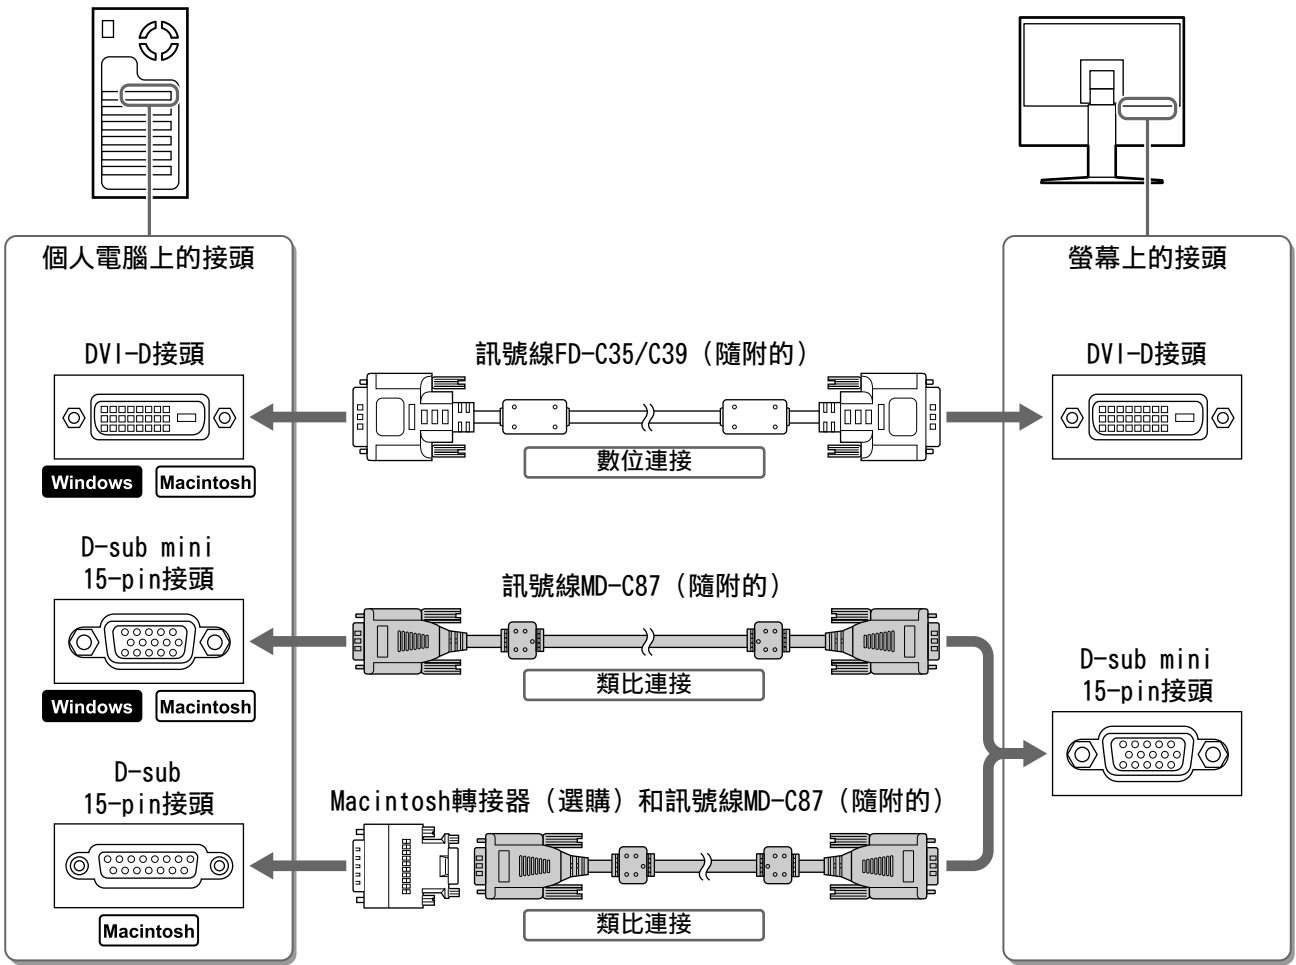 個人電腦上的接頭
螢幕上的接頭
DVI-D接頭
訊號線FD-C35/C39（隨附的）
DVI-D接頭
數位連接
Windows
Macintosh
D-sub mini
15-pin接頭
訊號線MD-C87（隨附的）
類比連接
Windows
Macintosh
D-sub mini
15-pin接頭
D-sub
15-pin接頭
Macintosh轉接器（選購）和訊號線MD-C87（隨附的）
類比連接
Macintosh